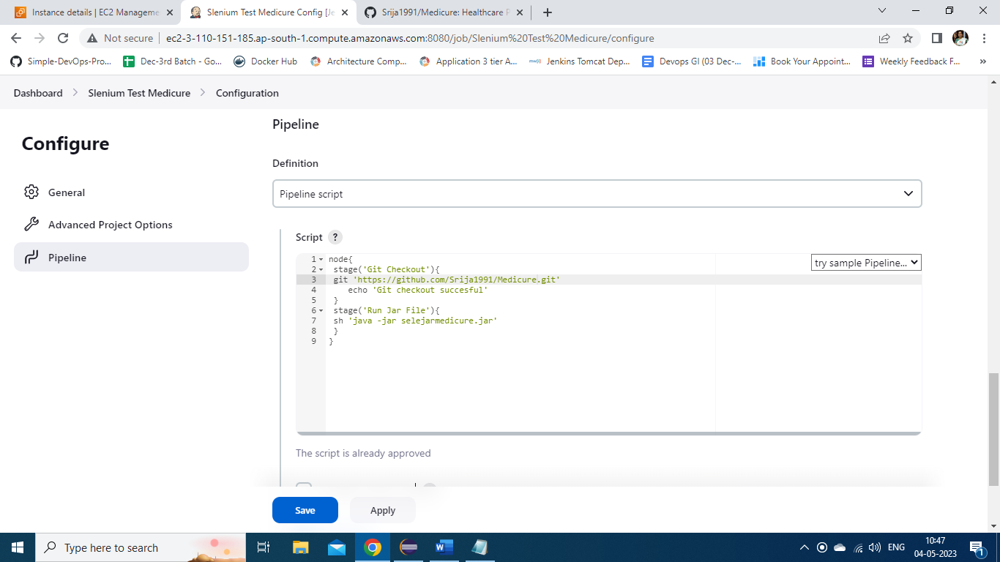 Instance details | EC2 Manageme
Slenium Test Medicure Config [Je
Srija1991/Medicure: Healthcare P
Not secure
ec2-3-110-151-185.ap-south-1.compute.amazonaws.com:8080/job/Slenium%20Test%20Medicure/configure
Simple-DevOps-Pro...
Dec-3rd Batch - Go...
Docker Hub
Architecture Comp...
Application 3 tier A...
Jenkins Tomcat Dep...
Devops GI (03 Dec-...
Book Your Appoint...
Weekly Feedback F...
»
Dashboard > Slenium Test Medicure > Configuration
Configure
General
Advanced Project Options
Pipeline
Pipeline
Definition
Pipeline script
Script ?
try sample Pipeline...
1 node{
2 stage('Git Checkout'){
3 git 'https://github.com/Srija1991/Medicure.git'
4 echo 'Git checkout succesful'
5 }
6 stage('Run Jar File'){
7 sh 'java -jar selejarmedicure.jar'
8 }
9 }
The script is already approved
Save
Apply
Type here to search
ENG
10:47
04-05-2023
1